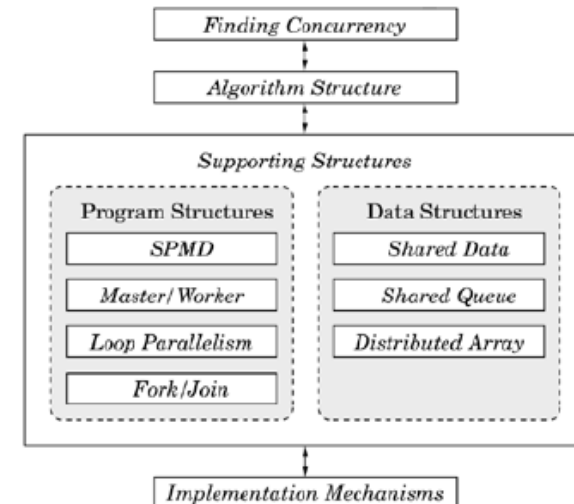 Finding Concurrency
Algorithm Structure
Supporting Structures
Program Structures
SPMD
Master/Worker
Loop Parallelism
Fork/Join
Data Structures
Shared Data
Shared Queue
Distributed Array
Implementation Mechanisms